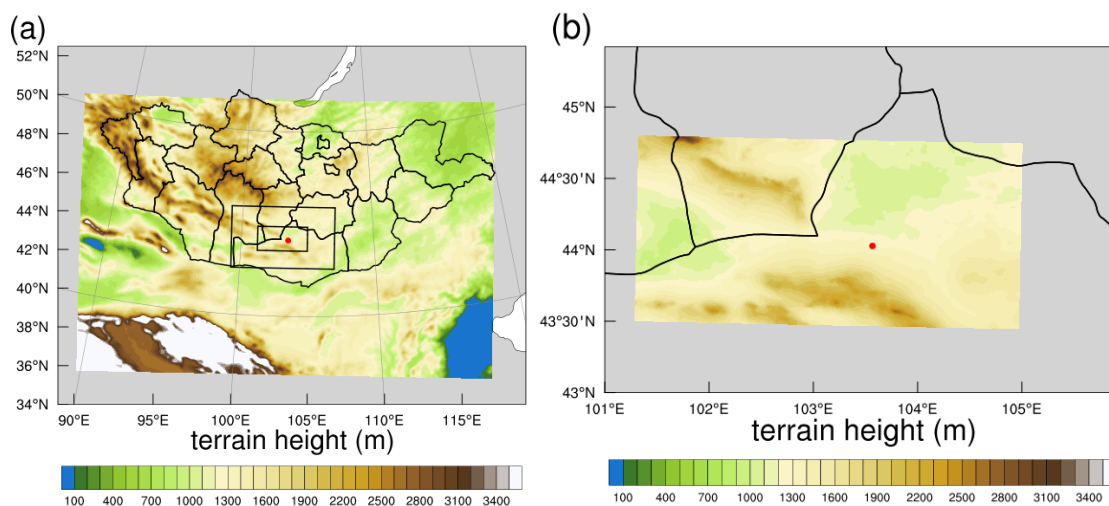 (a)
52°N
50°N
48°N
46°N
44°N
42°N
40°N
38°N
36°N
34°N
90°E
95°E
100°E
105°E
110°E
115°E
terrain height (m)
100 400 700 1000 1300 1600 1900 2200 2500 2800 3100 3400
(b)
45°N
44°30'N
44°N
43°30'N
43°N
101°E
102°E
103°E
104°E
105°E
terrain height (m)
100 400 700 1000 1300 1600 1900 2200 2500 2800 3100 3400